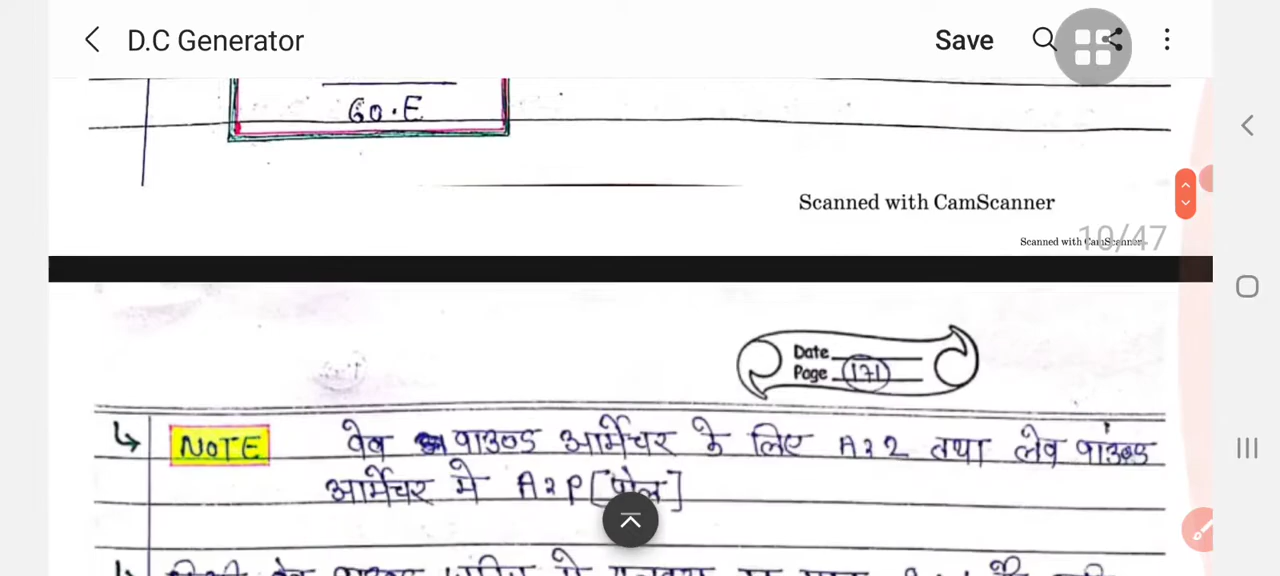 D.C Generator
Save
60.E
Scanned with CamScanner
Scanned with CamScanner
10/47
Date
Page 171
NOTE वेव वाउण्ड आर्मेचर के लिए A=2 तथा लेव वाउण्ड
आर्मेचर मे A=P [पोल]